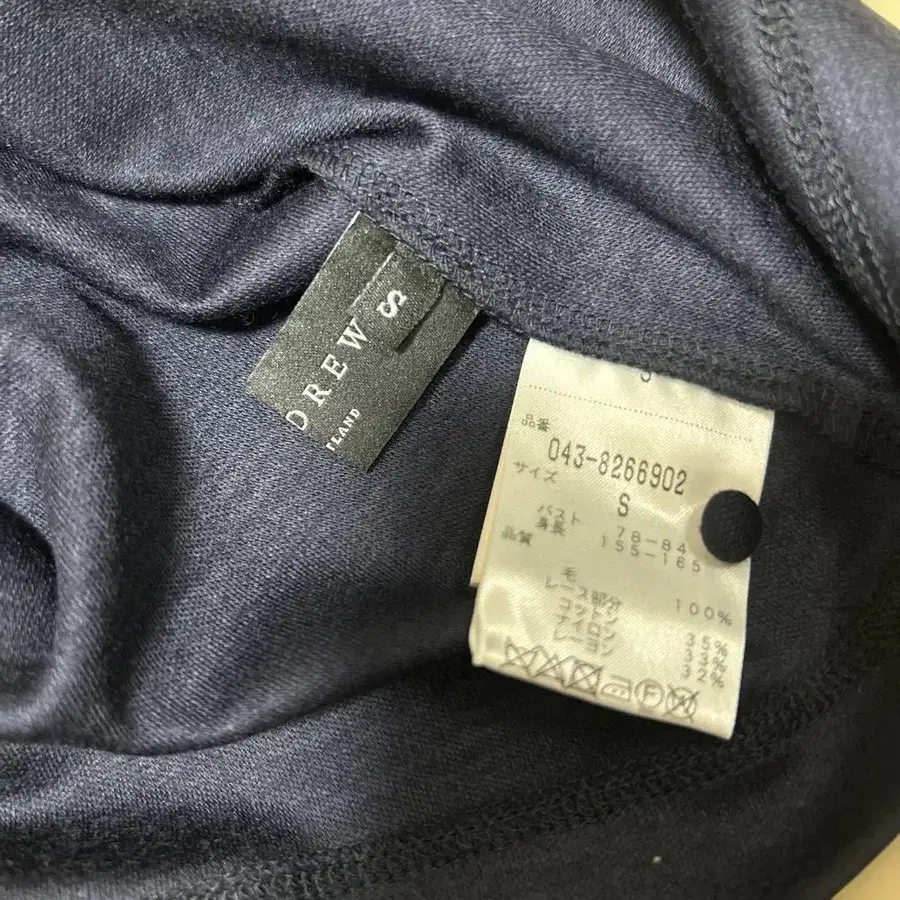 DREW
S
TLAND
品番
043-8266902
サイズ
S
バスト 78-84
身長 155-165
品質
毛 100%
レース部分
コットン 35%
ナイロン 33%
レーヨン 32%
F